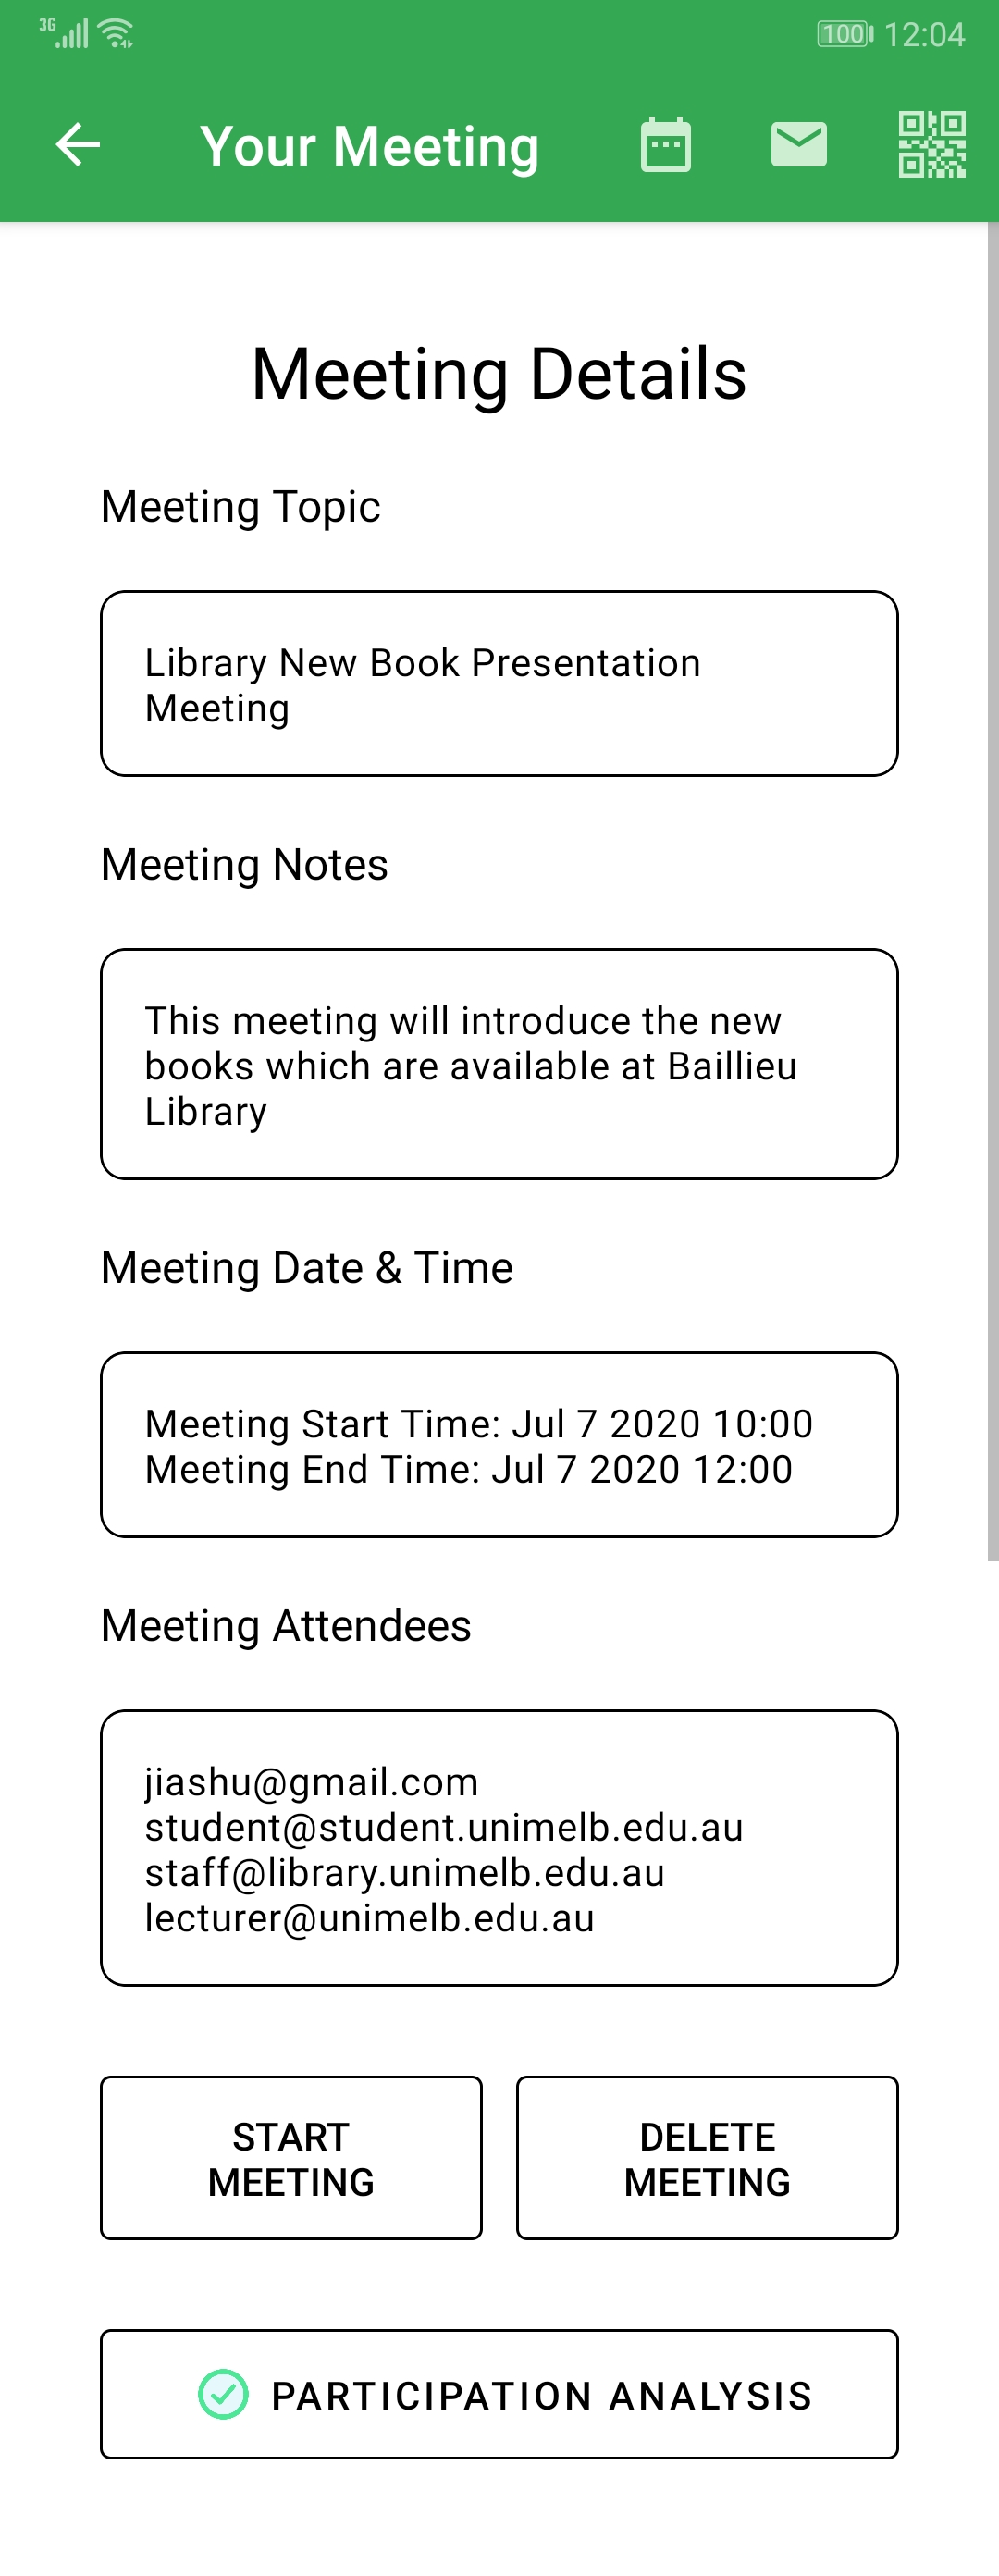 3G 100 12:04
Your Meeting
Meeting Details
Meeting Topic
Library New Book Presentation
Meeting
Meeting Notes
This meeting will introduce the new
books which are available at Baillieu
Library
Meeting Date & Time
Meeting Start Time: Jul 7 2020 10:00
Meeting End Time: Jul 7 2020 12:00
Meeting Attendees
jiashu@gmail.com
student@student.unimelb.edu.au
staff@library.unimelb.edu.au
lecturer@unimelb.edu.au
START
MEETING
DELETE
MEETING
PARTICIPATION ANALYSIS